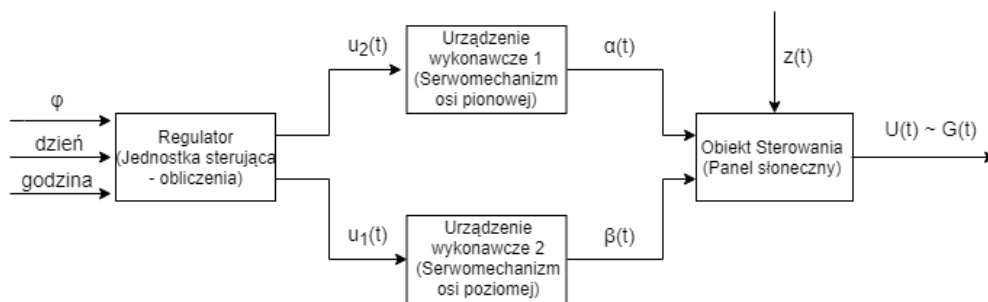 φ
dzień
godzina
Regulator
(Jednostka sterująca
- obliczenia)
u2(t)
u1(t)
Urządzenie
wykonawcze 1
(Serwomechanizm
osi pionowej)
Urządzenie
wykonawcze 2
(Serwomechanizm
osi poziomej)
α(t)
β(t)
z(t)
Obiekt Sterowania
(Panel słoneczny)
U(t) ~ G(t)